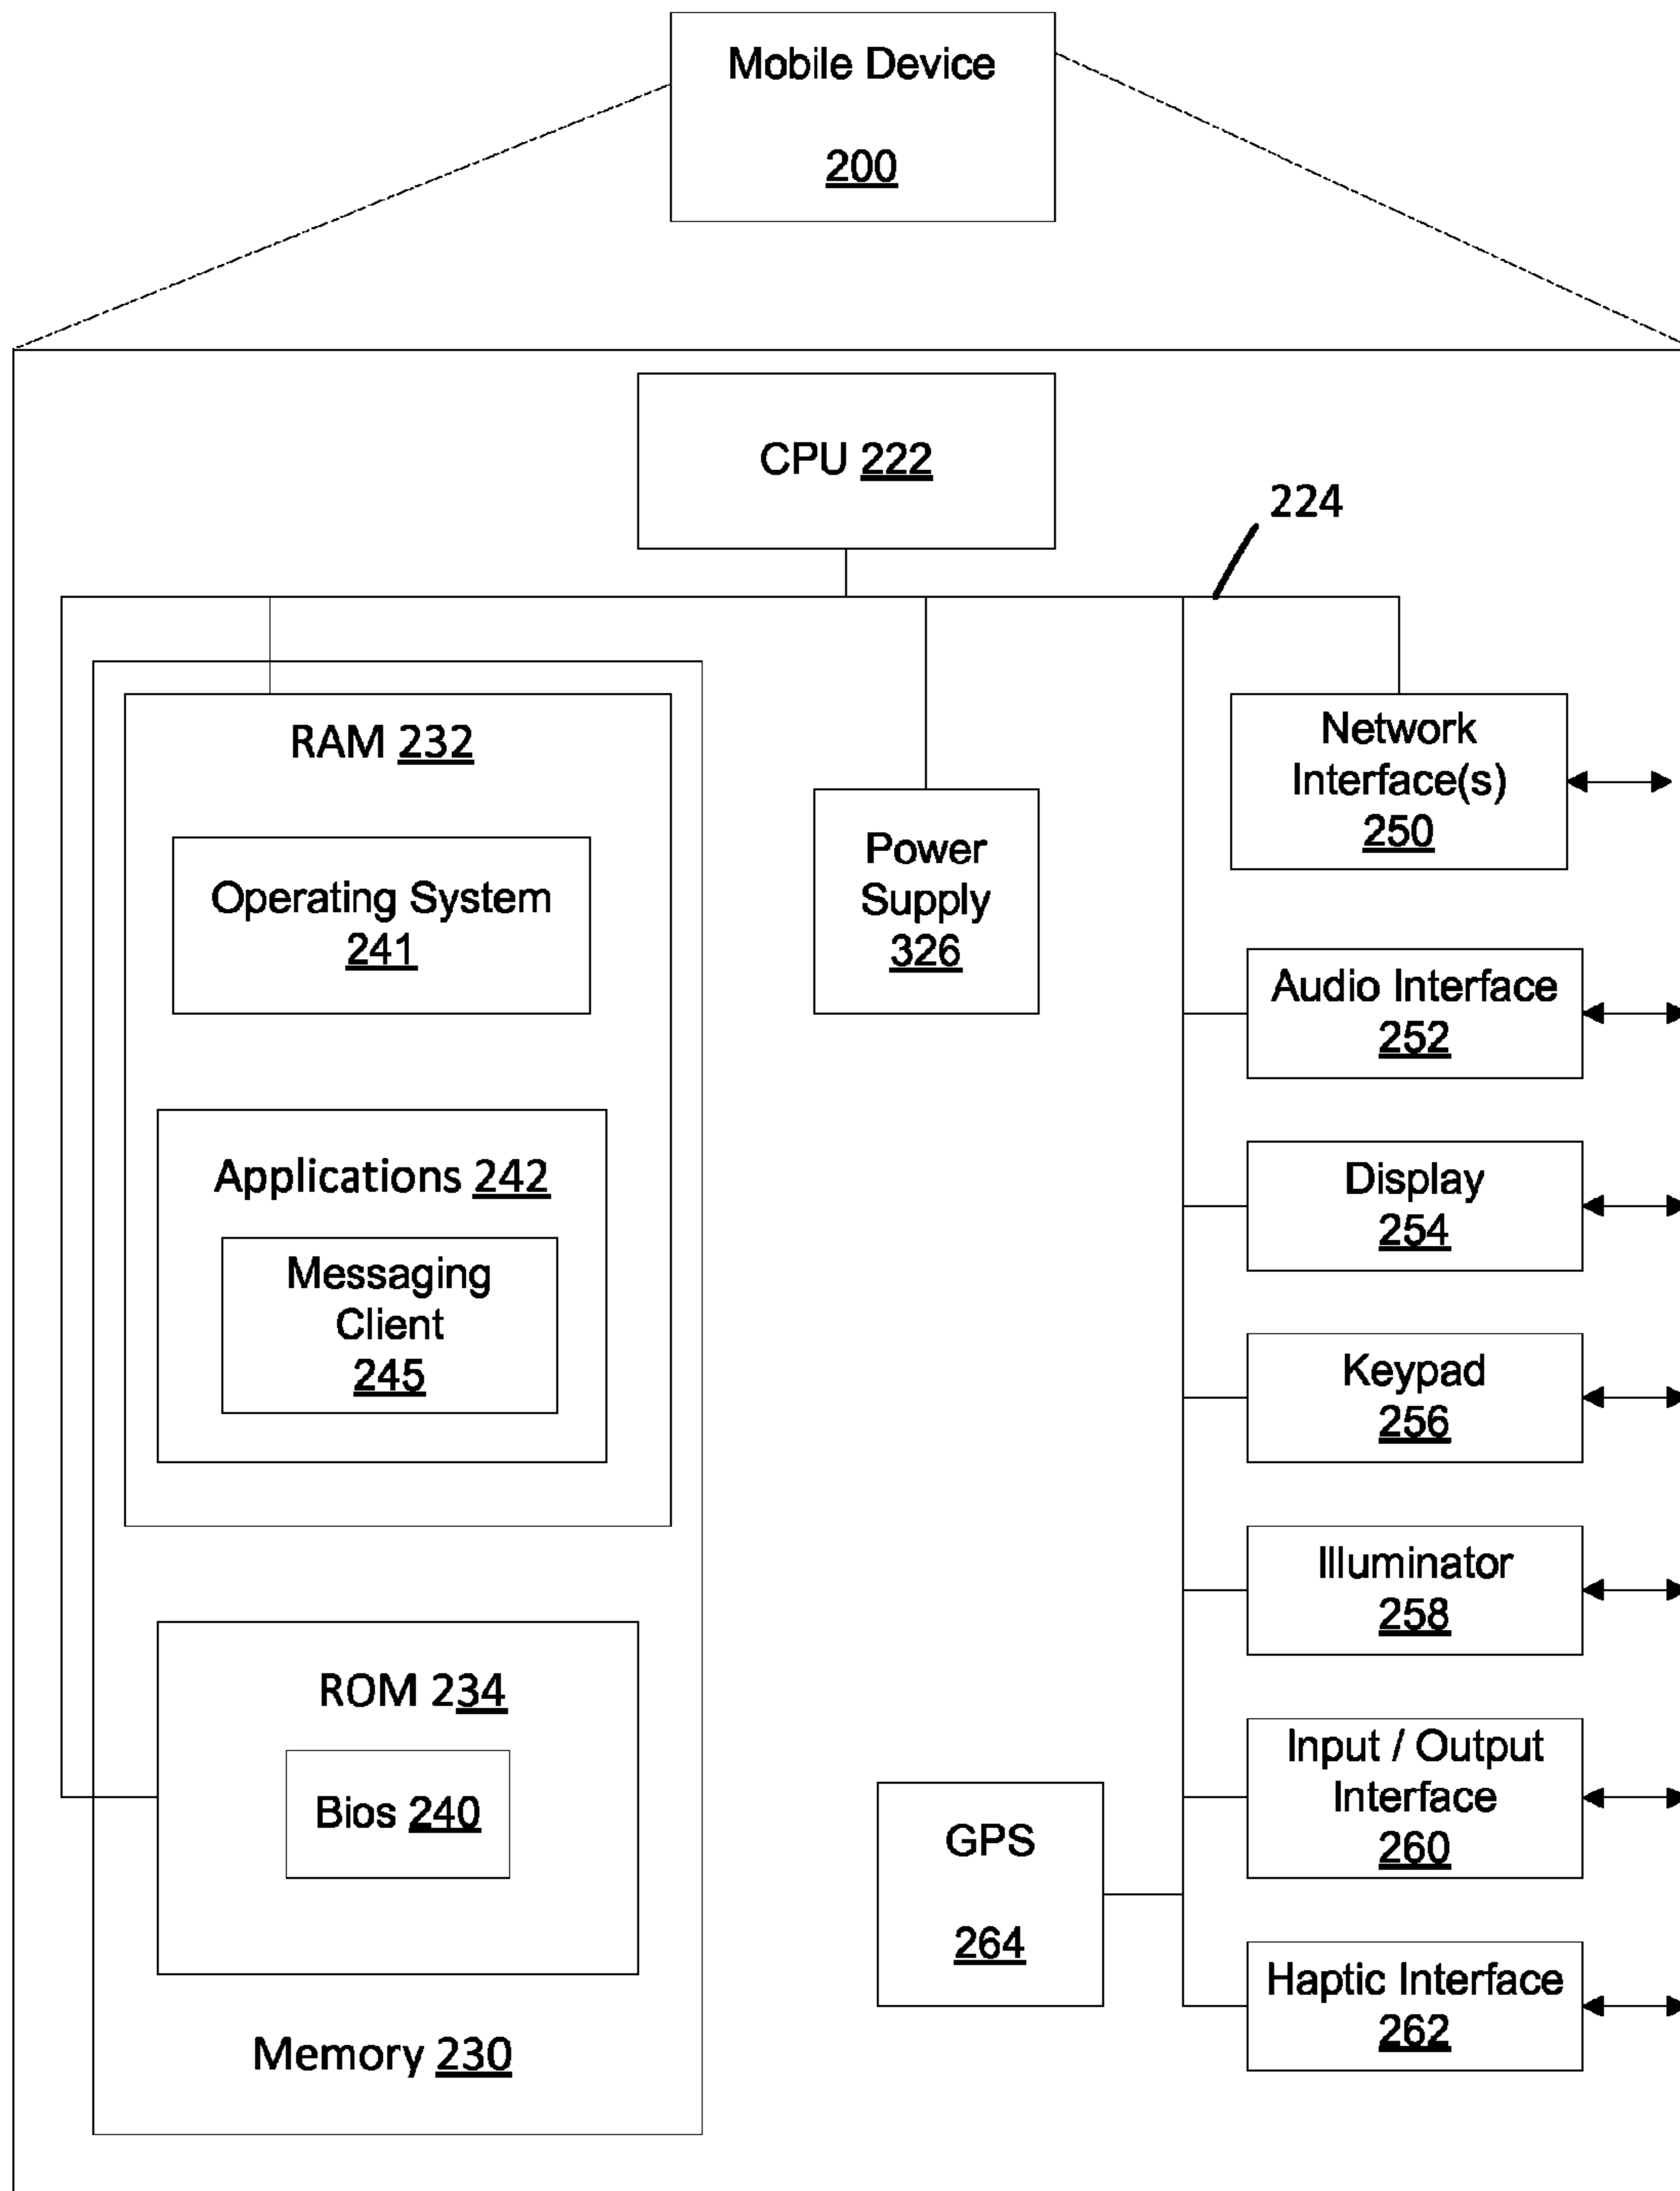 Mobile Device
200
CPU 222
224
RAM 232
Operating System
241
Applications 242
Messaging
Client
245
ROM 234
Bios 240
Memory 230
Power
Supply
326
GPS
264
Network
Interface(s)
250
Audio Interface
252
Display
254
Keypad
256
Illuminator
258
Input / Output
Interface
260
Haptic Interface
262